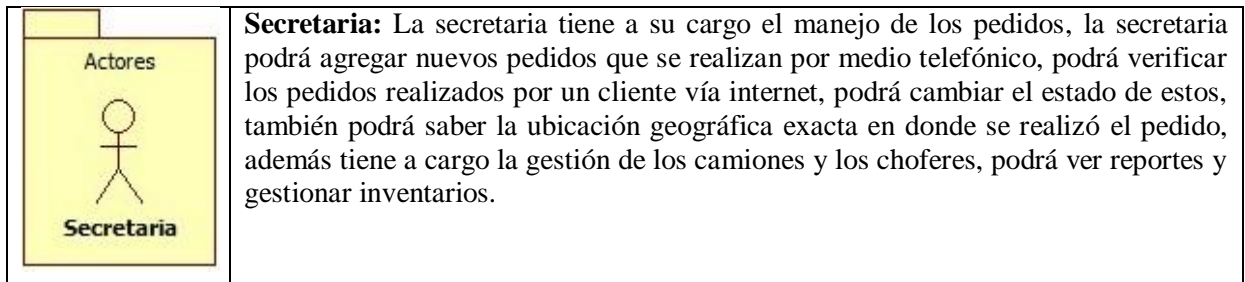 Actores
Secretaria
Secretaria: La secretaria tiene a su cargo el manejo de los pedidos, la secretaria
podrá agregar nuevos pedidos que se realizan por medio telefónico, podrá verificar
los pedidos realizados por un cliente vía internet, podrá cambiar el estado de estos,
también podrá saber la ubicación geográfica exacta en donde se realizó el pedido,
además tiene a cargo la gestión de los camiones y los choferes, podrá ver reportes y
gestionar inventarios.